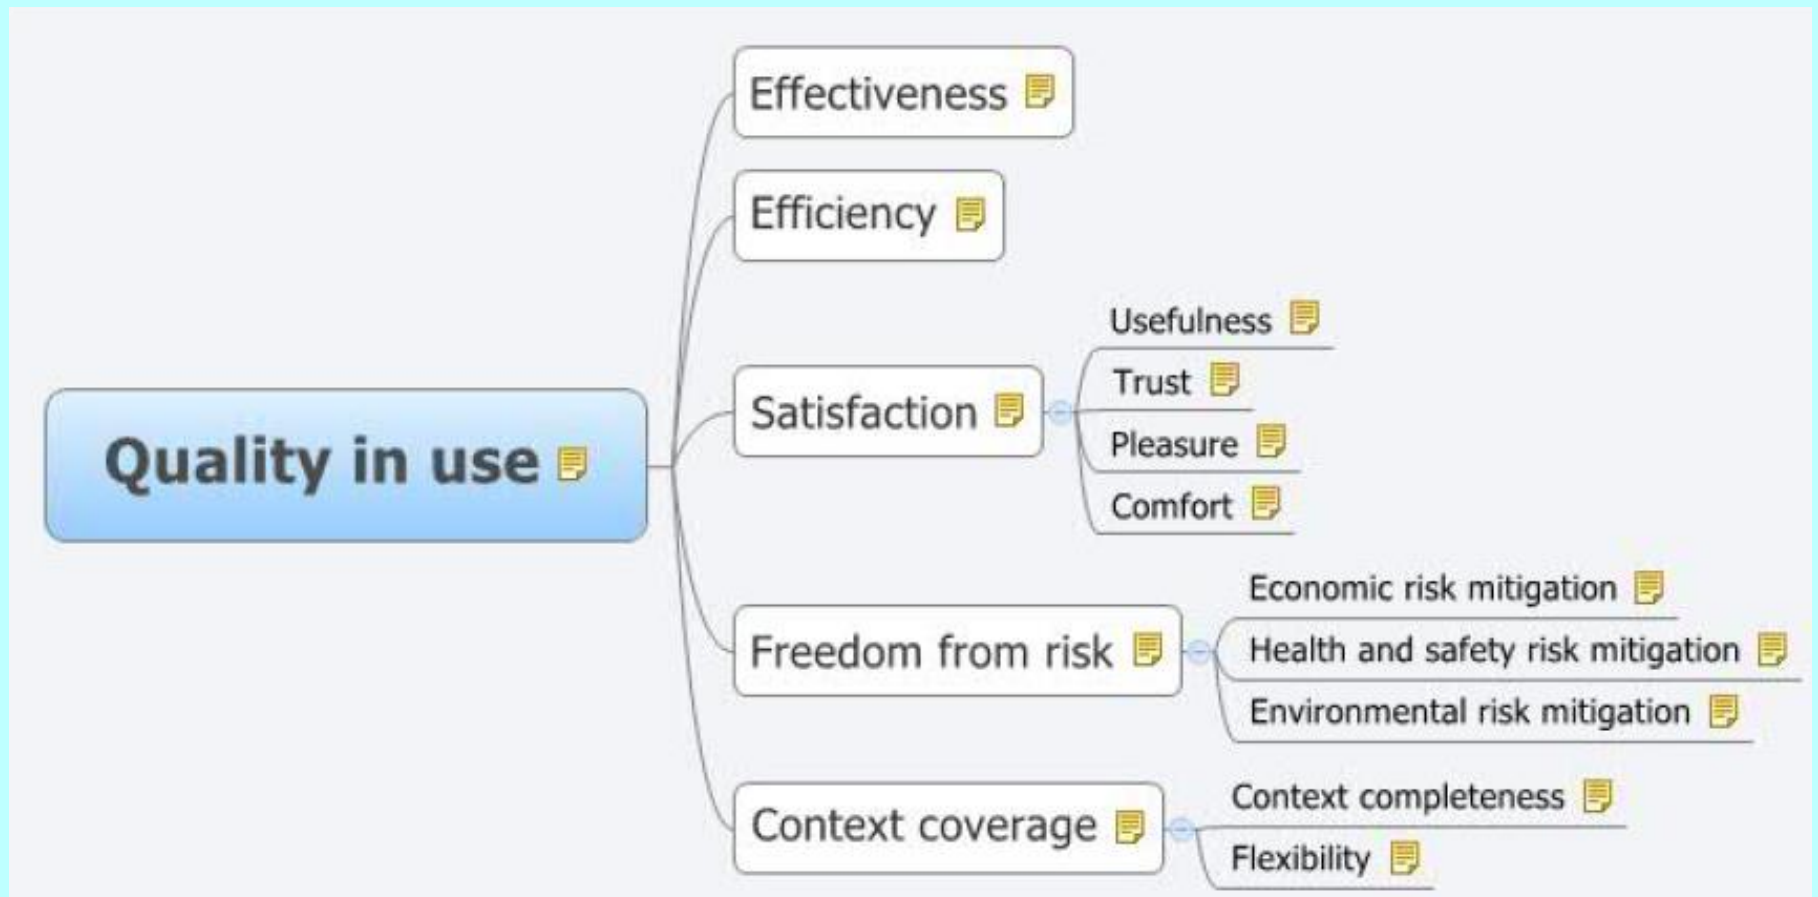 Quality in use
Effectiveness
Efficiency
Satisfaction
Usefulness
Trust
Pleasure
Comfort
Freedom from risk
Economic risk mitigation
Health and safety risk mitigation
Environmental risk mitigation
Context coverage
Context completeness
Flexibility